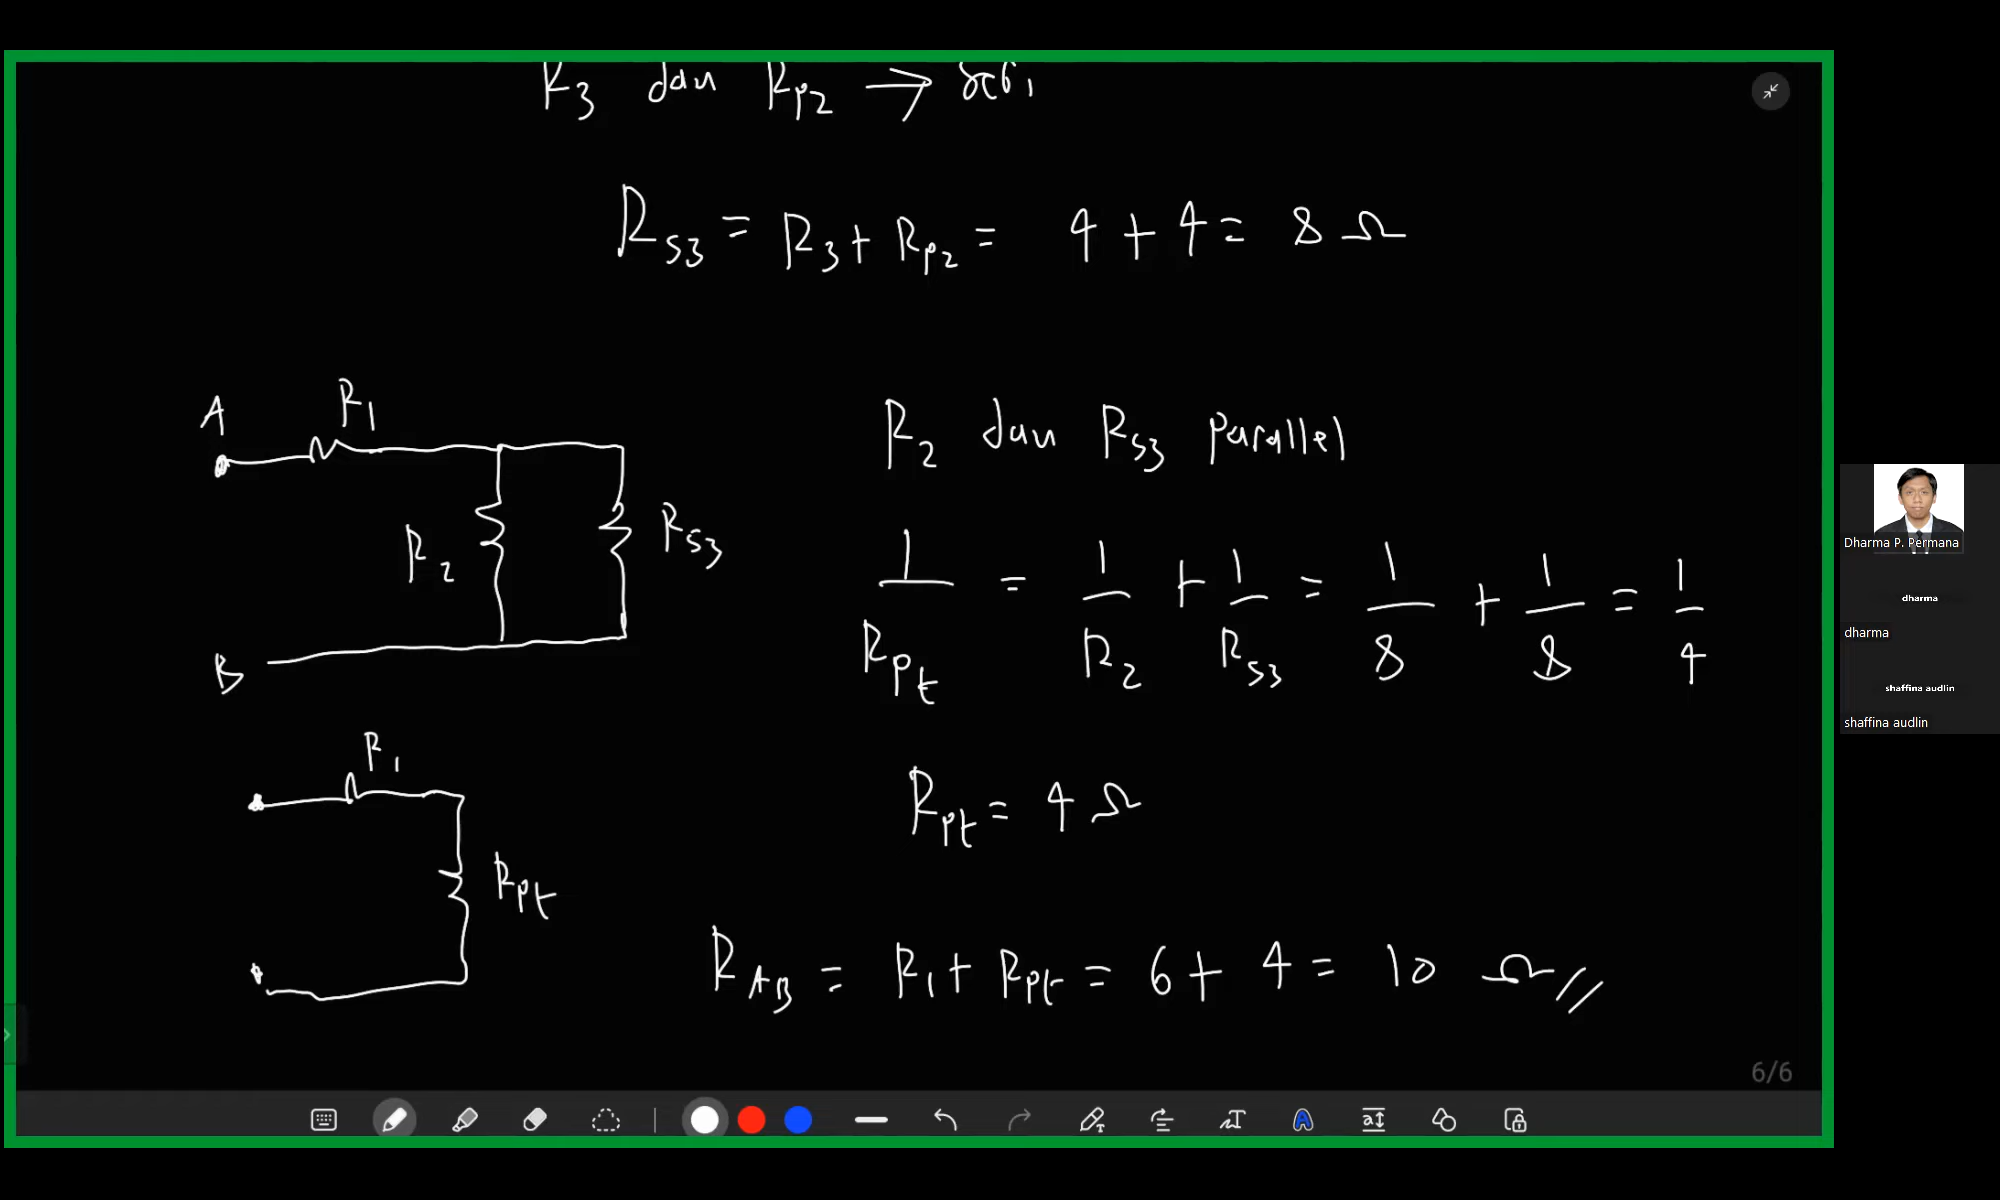 R3 dan Rp2 → seri
Rs3 = R3 + Rp2 = 4 + 4 = 8 Ω
A
R1
R2
Rs3
B
R2 dan Rs3 parallel
1/Rpt = 1/R2 + 1/Rs3 = 1/8 + 1/8 = 1/4
R1
Rpt
Rpt = 4 Ω
RAB = R1 + Rpt = 6 + 4 = 10 Ω //
6/6
Dharma P. Permana
dharma
dharma
shaffina audlin
shaffina audlin